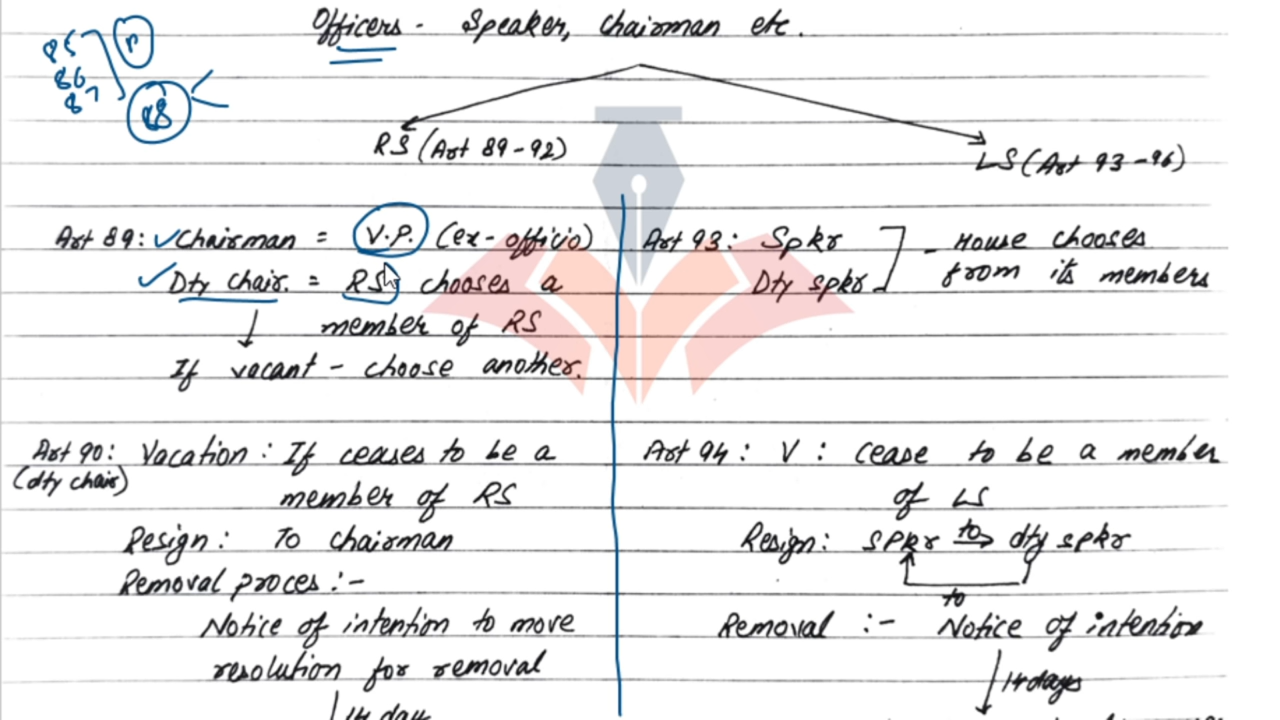 Officers - Speaker, Chairman etc.
85
86
87
P
88
RS (Art 89-92)
LS (Art 93-96)
Art 89: Chairman = V.P. (ex-officio)
Dty chair. = RS chooses a
member of RS
If vacant - choose another.
Art 93: Spkr
Dty spkr
- House chooses
from its members
Art 90: Vacation: If ceases to be a
(dty chair)
member of RS
Resign: To chairman
Removal proces :-
Notice of intention to move
resolution for removal
14 day
Art 94: V: cease to be a member
of LS
Resign: Spkr to dty spkr
to
Removal :- Notice of intention
14 days